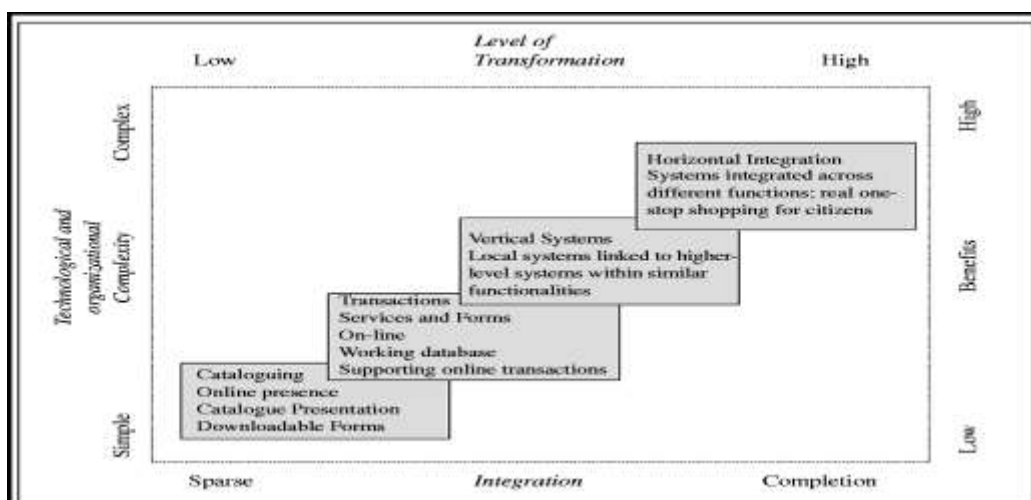 Level of
Low Transformation High
Complex
High
Horizontal Integration
Systems integrated across
different functions: real one-
stop shopping for citizens
Technological and
organizational
Complexity
Vertical Systems
Local systems linked to higher-
level systems within similar
functionalities
Benefits
Transactions
Services and Forms
On-line
Working database
Supporting online transactions
Cataloguing
Online presence
Catalogue Presentation
Downloadable Forms
Simple
Low
Sparse Integration Completion